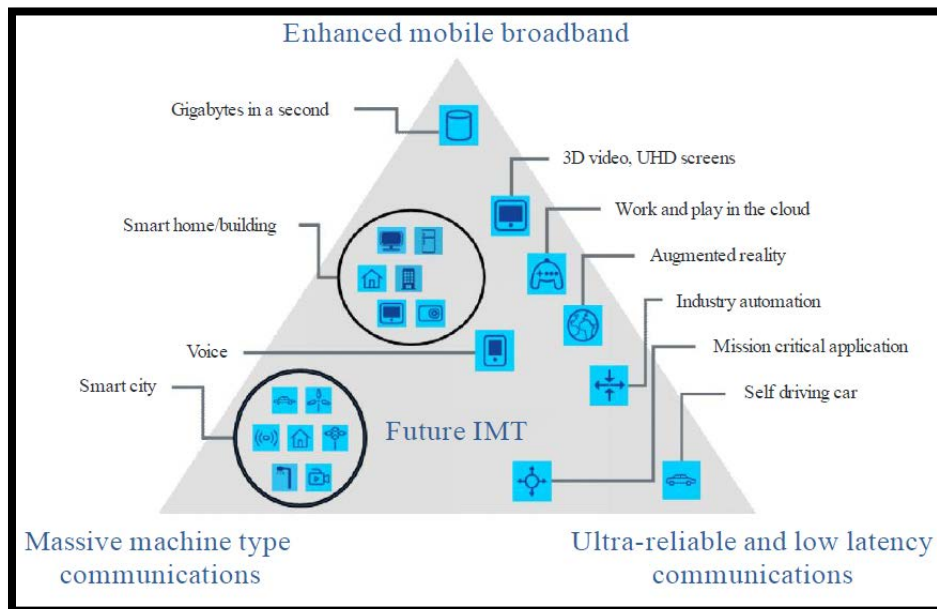 Enhanced mobile broadband
Gigabytes in a second
3D video, UHD screens
Smart home/building
Work and play in the cloud
Augmented reality
Industry automation
Voice
Mission critical application
Smart city
Self driving car
Future IMT
Massive machine type
communications
Ultra-reliable and low latency
communications